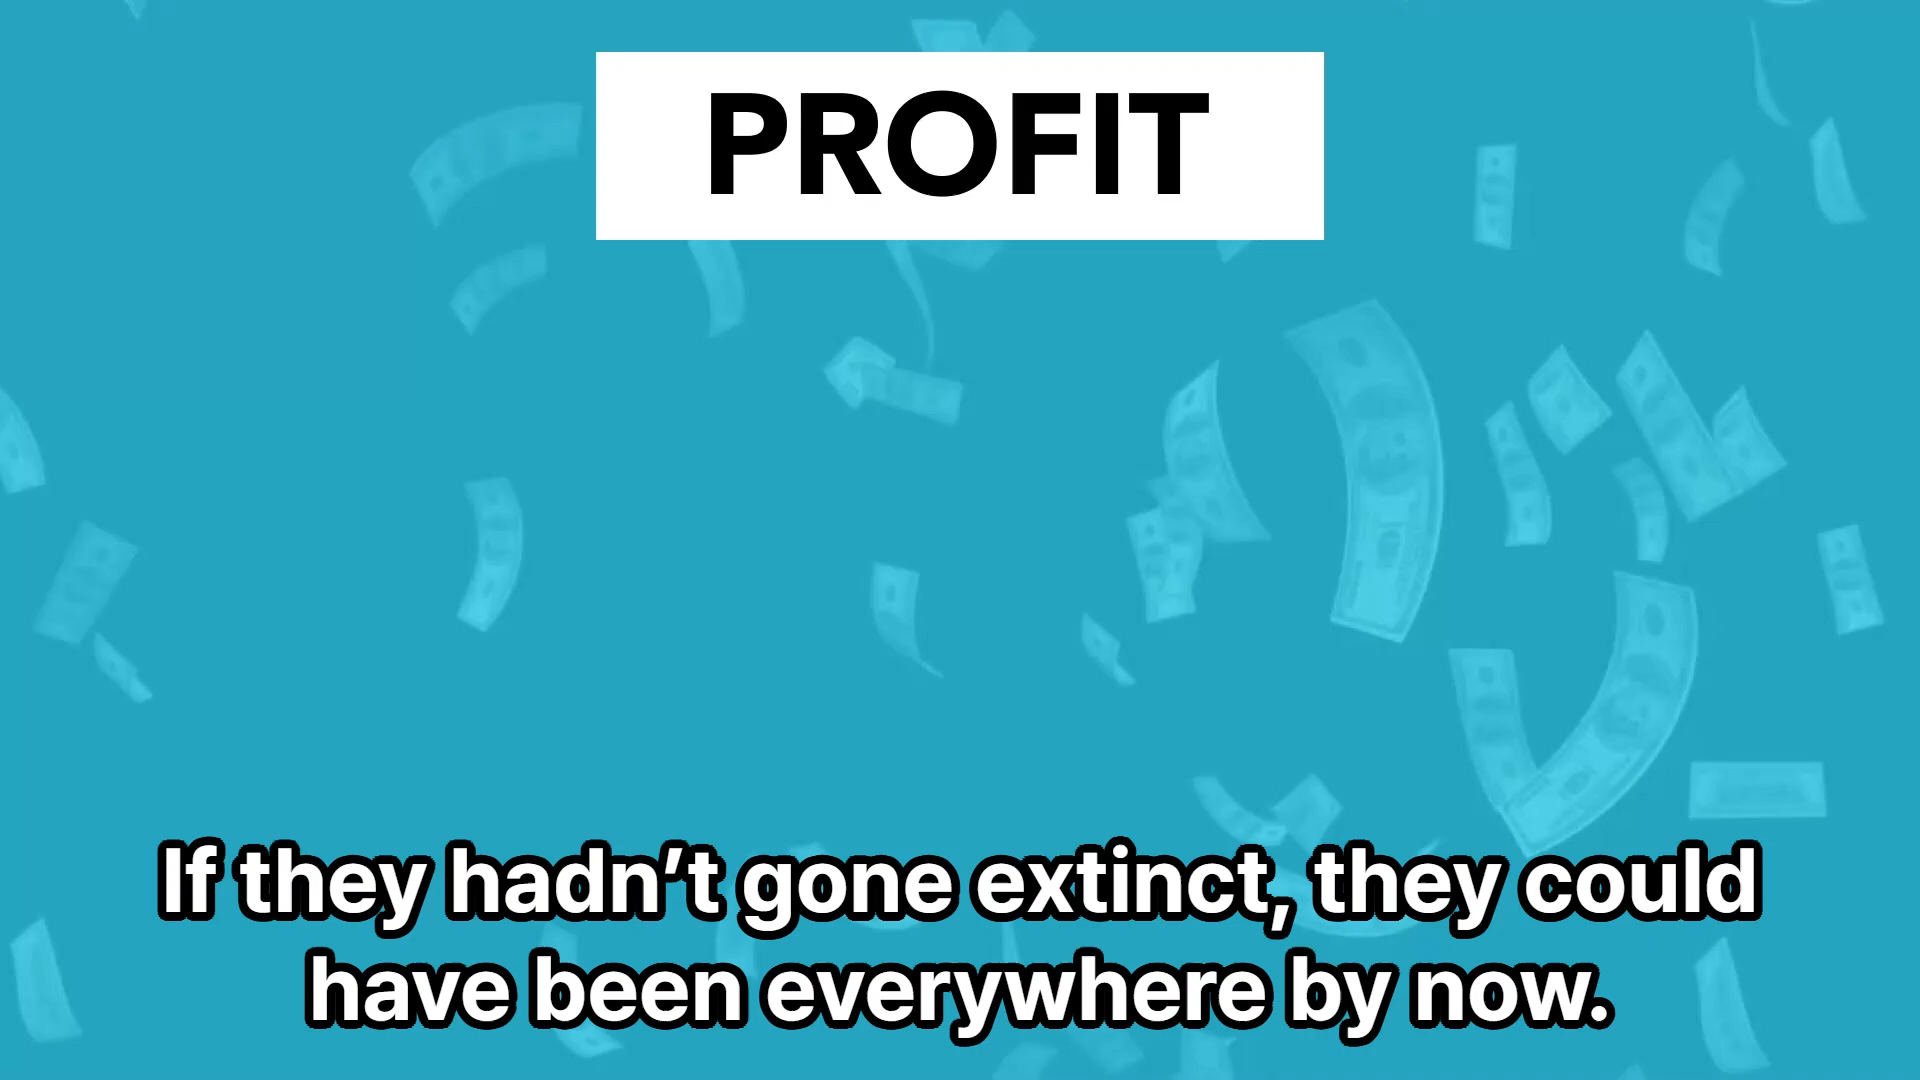 PROFIT
If they hadn’t gone extinct, they could
have been everywhere by now.